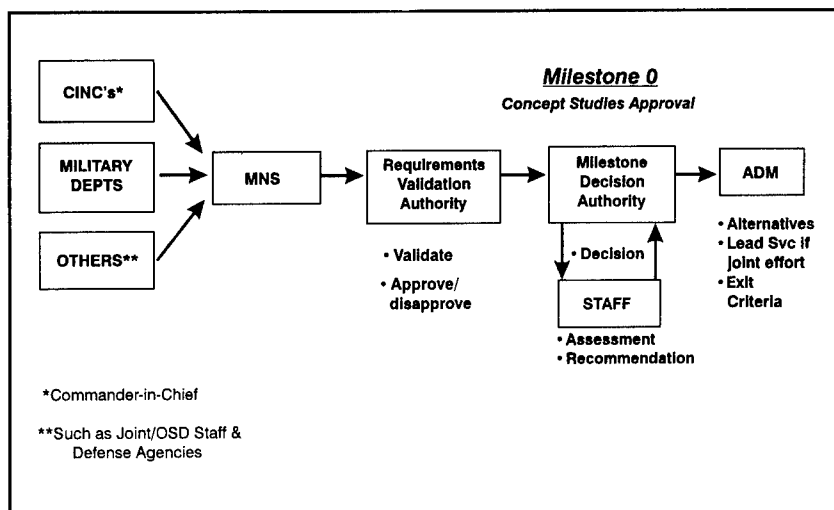 Milestone 0
Concept Studies Approval
CINC's*
MILITARY
DEPTS
OTHERS**
MNS
Requirements
Validation
Authority
• Validate
• Approve/
disapprove
Milestone
Decision
Authority
• Decision
STAFF
• Assessment
• Recommendation
ADM
• Alternatives
• Lead Svc if
joint effort
• Exit
Criteria
*Commander-in-Chief
**Such as Joint/OSD Staff &
Defense Agencies